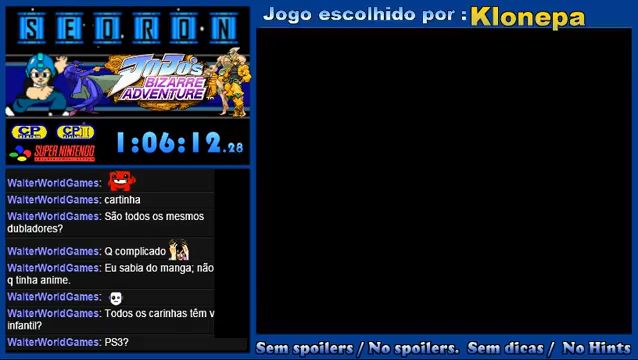 Jogo escolhido por : Klonepa
SEORON
JOJO'S
BIZARRE
ADVENTURE
CP
CP II
SUPER NINTENDO
1:06:12.28
WalterWorldGames:
WalterWorldGames: cartinha
WalterWorldGames: São todos os mesmos
dubladores?
WalterWorldGames: Q complicado
WalterWorldGames: Eu sabia do manga; não
q tinha anime.
WalterWorldGames:
WalterWorldGames: Todos os carinhas têm v
infantil?
WalterWorldGames: PS3?
Sem spoilers / No spoilers. Sem dicas / No Hints